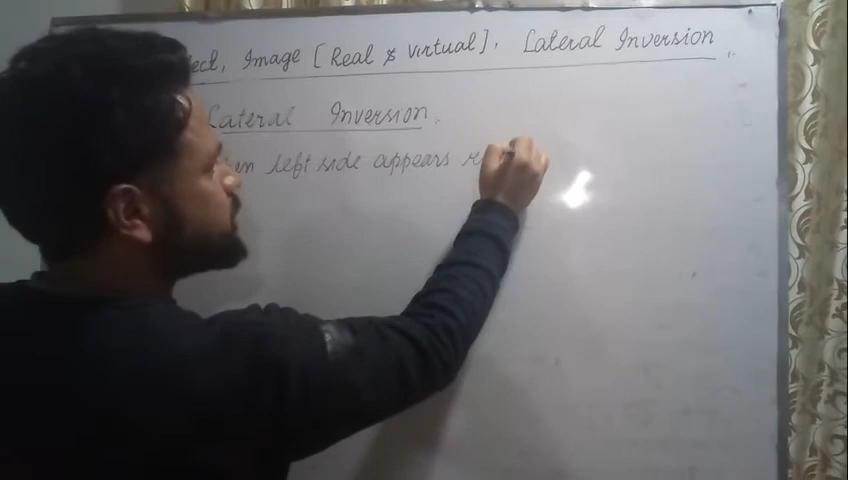 Image [Real & Virtual], Lateral Inversion
Lateral Inversion.
left side appears